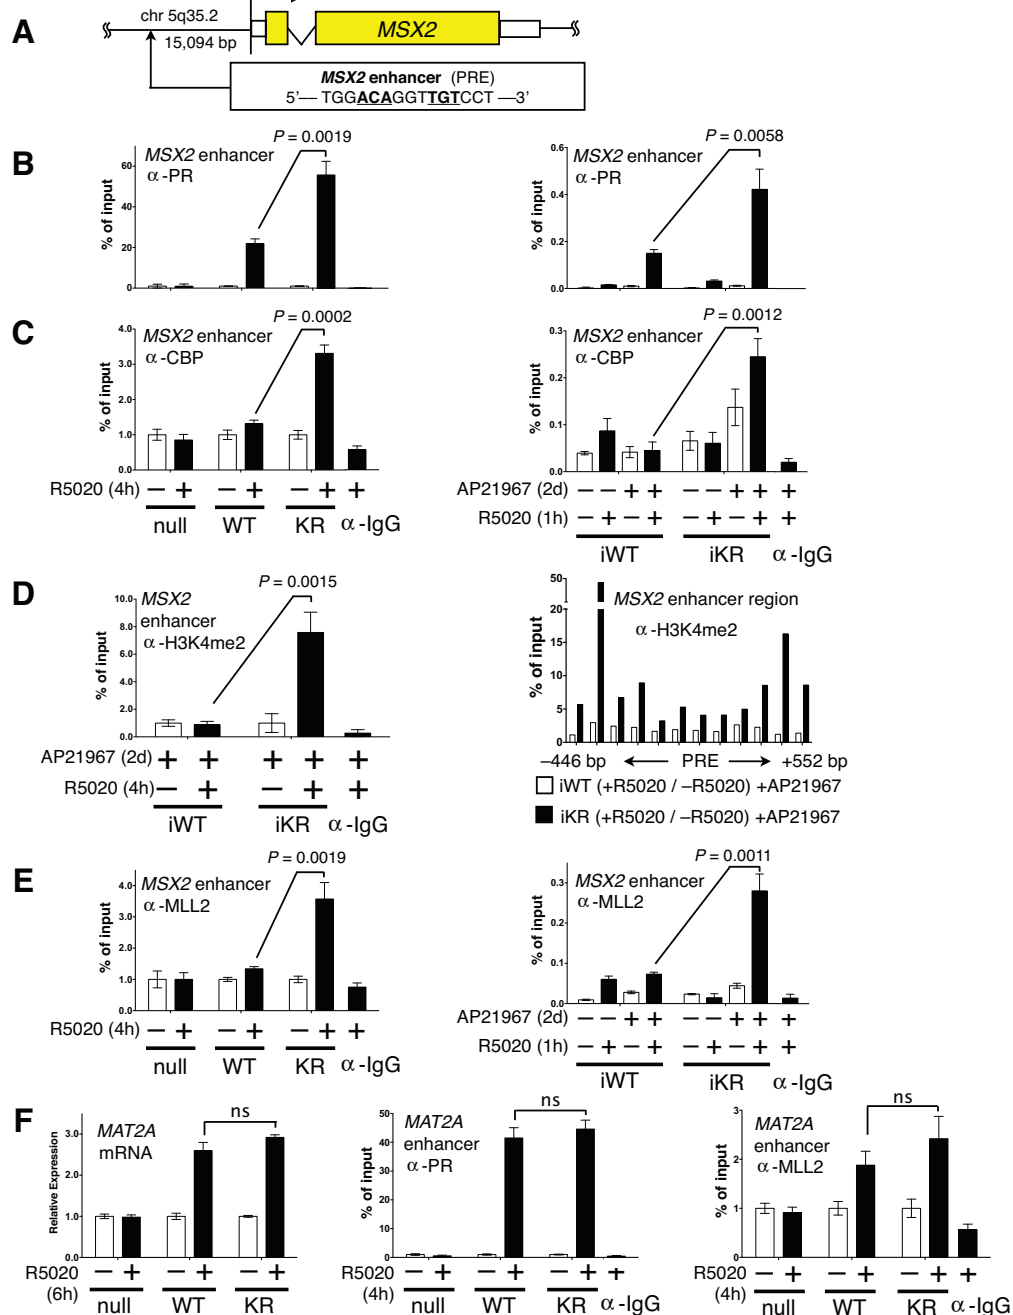 A
chr 5q35.2
15,094 bp
MSX2
MSX2 enhancer (PRE)
5'— TGGACAGGTTGTCCT —3'
B
MSX2 enhancer
α-PR
P = 0.0019
% of input
60
40
20
0
MSX2 enhancer
α-PR
P = 0.0058
% of input
0.6
0.4
0.2
0.0
C
MSX2 enhancer
α-CBP
P = 0.0002
% of input
4.0
3.0
2.0
1.0
0.0
R5020 (4h) — + — + — + +
null WT KR α-IgG
MSX2 enhancer
α-CBP
P = 0.0012
% of input
0.3
0.2
0.1
0.0
AP21967 (2d) — — + + — — + + +
R5020 (1h) — + — + — + — + +
iWT iKR α-IgG
D
MSX2
enhancer
α-H3K4me2
P = 0.0015
% of input
10.0
8.0
6.0
4.0
2.0
0.0
AP21967 (2d) + + + + +
R5020 (4h) — + — + +
iWT iKR α-IgG
MSX2 enhancer region
α-H3K4me2
% of input
50
20
15
10
5
0
–446 bp PRE +552 bp
iWT (+R5020 / –R5020) +AP21967
iKR (+R5020 / –R5020) +AP21967
E
MSX2 enhancer
α-MLL2
P = 0.0019
% of input
4.0
3.0
2.0
1.0
0.0
R5020 (4h) — + — + — + +
null WT KR α-IgG
MSX2 enhancer
α-MLL2
P = 0.0011
% of input
0.3
0.2
0.1
0.0
AP21967 (2d) — — + + — — + + +
R5020 (1h) — + — + — + — + +
iWT iKR α-IgG
F
MAT2A
mRNA
ns
Relative Expression
3.0
2.0
1.0
0.0
R5020 — + — + — +
(6h)
null WT KR
MAT2A
enhancer
α-PR
ns
% of input
50
40
30
20
10
0
R5020 — + — + — + +
(4h)
null WT KR α-IgG
MAT2A
enhancer
α-MLL2
ns
% of input
3
2
1
0
R5020 — + — + — + +
(4h)
null WT KR α-IgG